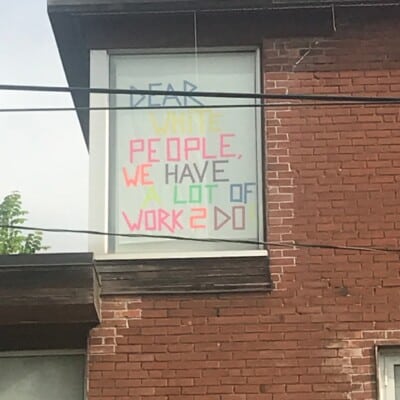 DEAR
WHITE
PEOPLE,
WE HAVE
A LOT OF
WORK 2 DO